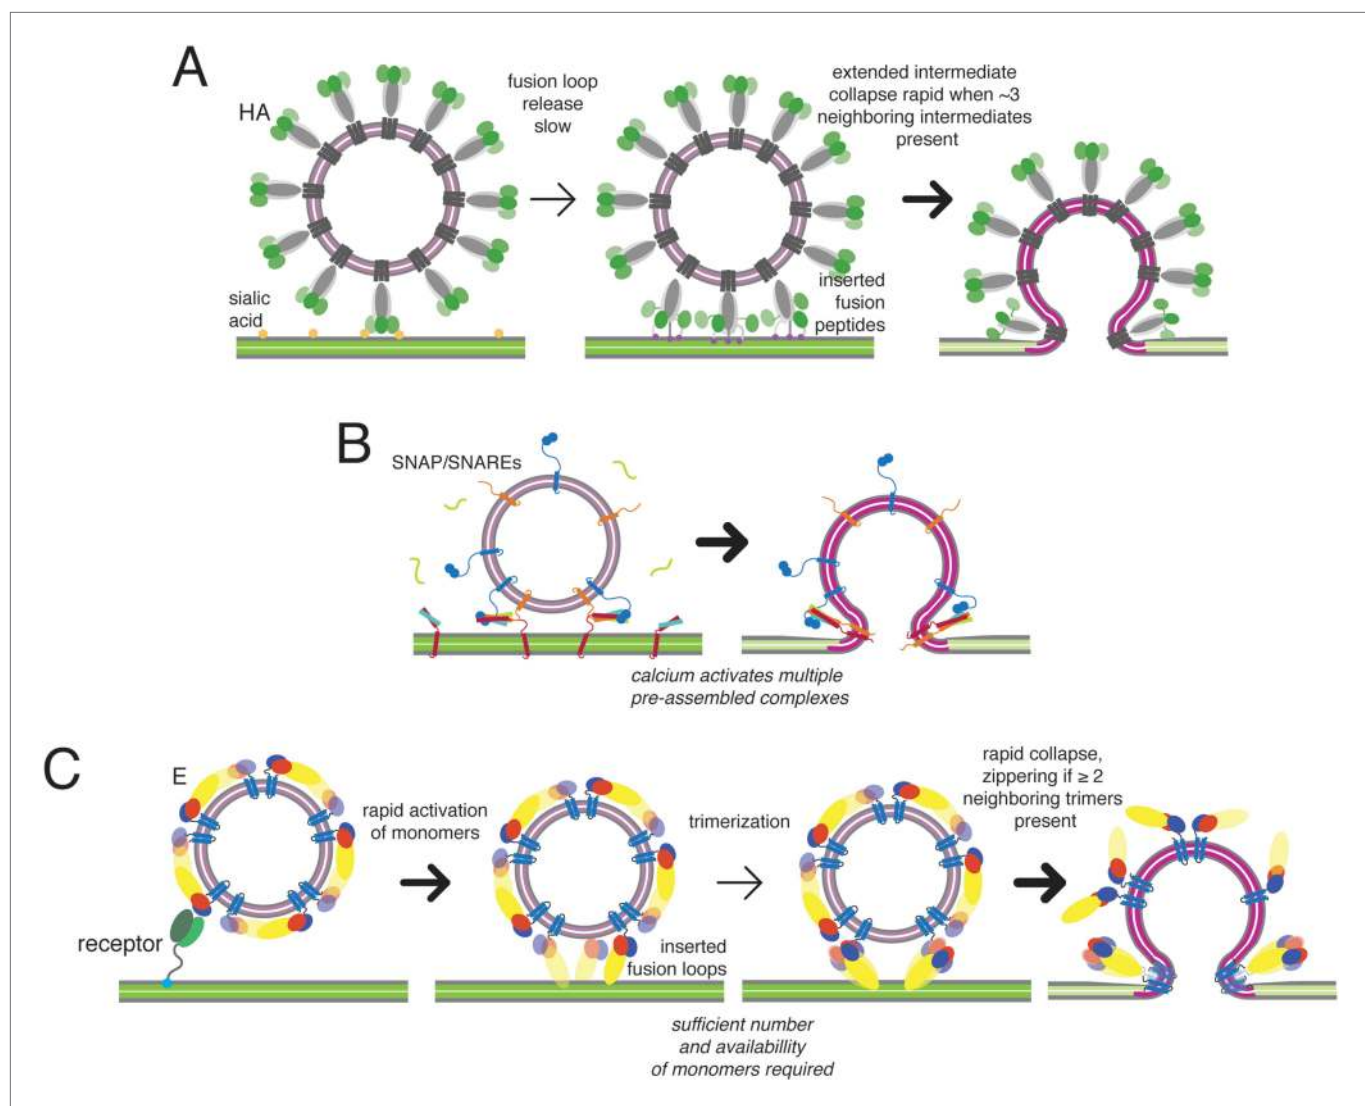 A
HA
fusion loop
release
slow
extended intermediate
collapse rapid when ~3
neighboring intermediates
present
sialic
acid
inserted
fusion
peptides
B
SNAP/SNAREs
calcium activates multiple
pre-assembled complexes
C
E
rapid activation
of monomers
trimerization
rapid collapse,
zippering if ≥ 2
neighboring trimers
present
receptor
inserted
fusion loops
sufficient number
and availabillity
of monomers required